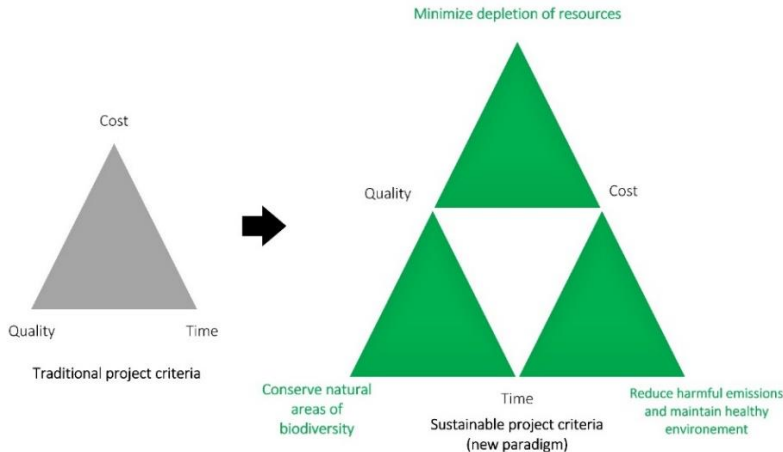 Minimize depletion of resources
Cost
Quality
Cost
Quality
Time
Traditional project criteria
Conserve natural
areas of
biodiversity
Time
Sustainable project criteria
(new paradigm)
Reduce harmful emissions
and maintain healthy
environement